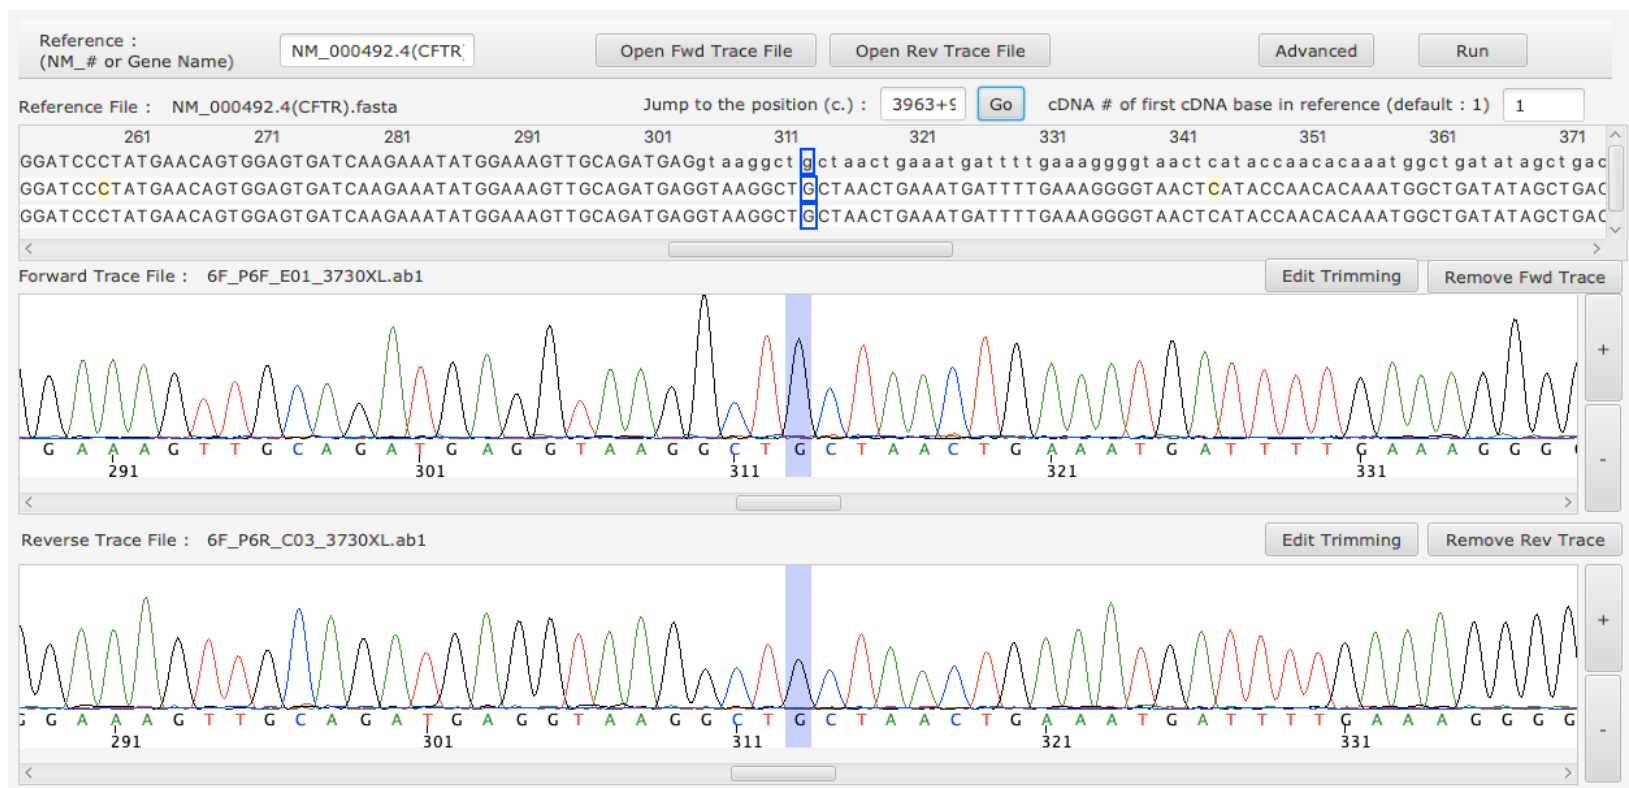 Reference :
(NM_# or Gene Name)
NM_000492.4(CFTR)
Open Fwd Trace File
Open Rev Trace File
Advanced
Run
Reference File : NM_000492.4(CFTR).fasta
Jump to the position (c.) : 3963+9
Go
cDNA # of first cDNA base in reference (default : 1) 1
261 271 281 291 301 311 321 331 341 351 361 371
GGATCCCTATGAACAGTGGAGTGATCAAGAAATATGGAAAGTTGCAGATGAGgtaaggctgctaactgaaatgattttgaaaggggtaactcataccaacacaaatggctgatatagctgac
GGATCCCTATGAACAGTGGAGTGATCAAGAAATATGGAAAGTTGCAGATGAGGTAAGGCTGCTAACTGAAATGATTTTGAAAGGGGTAACTCATACCAACACAAATGGCTGATATAGCTGAC
GGATCCCTATGAACAGTGGAGTGATCAAGAAATATGGAAAGTTGCAGATGAGGTAAGGCTGCTAACTGAAATGATTTTGAAAGGGGTAACTCATACCAACACAAATGGCTGATATAGCTGAC
Forward Trace File : 6F_P6F_E01_3730XL.ab1
Edit Trimming
Remove Fwd Trace
+
-
G A A A G T T G C A G A T G A G G T A A G G C T G C T A A C T G A A A T G A T T T T G A A A G G G
291 301 311 321 331
Reverse Trace File : 6F_P6R_C03_3730XL.ab1
Edit Trimming
Remove Rev Trace
+
-
G G A A A G T T G C A G A T G A G G T A A G G C T G C T A A C T G A A A T G A T T T T G A A A G G G G
291 301 311 321 331